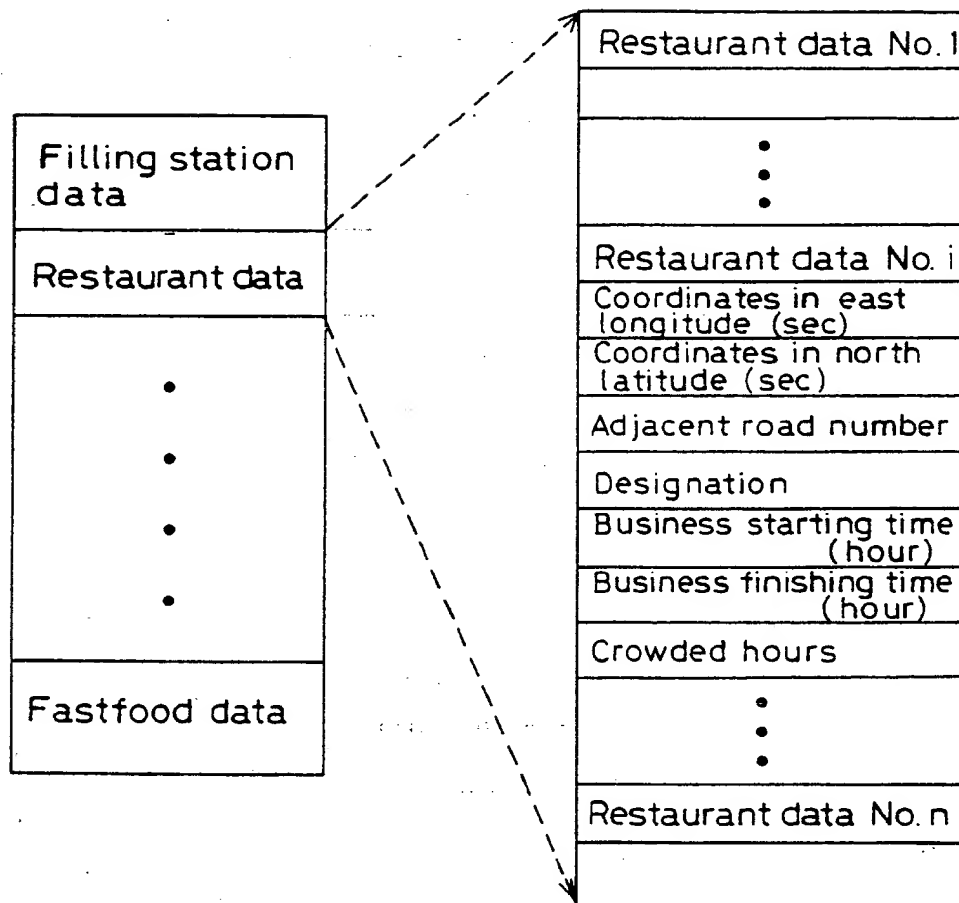 Filling station
data
Restaurant data
Fastfood data
Restaurant data No. 1
Restaurant data No. i
Coordinates in east
longitude (sec)
Coordinates in north
latitude (sec)
Adjacent road number
Designation
Business starting time
(hour)
Business finishing time
(hour)
Crowded hours
Restaurant data No. n